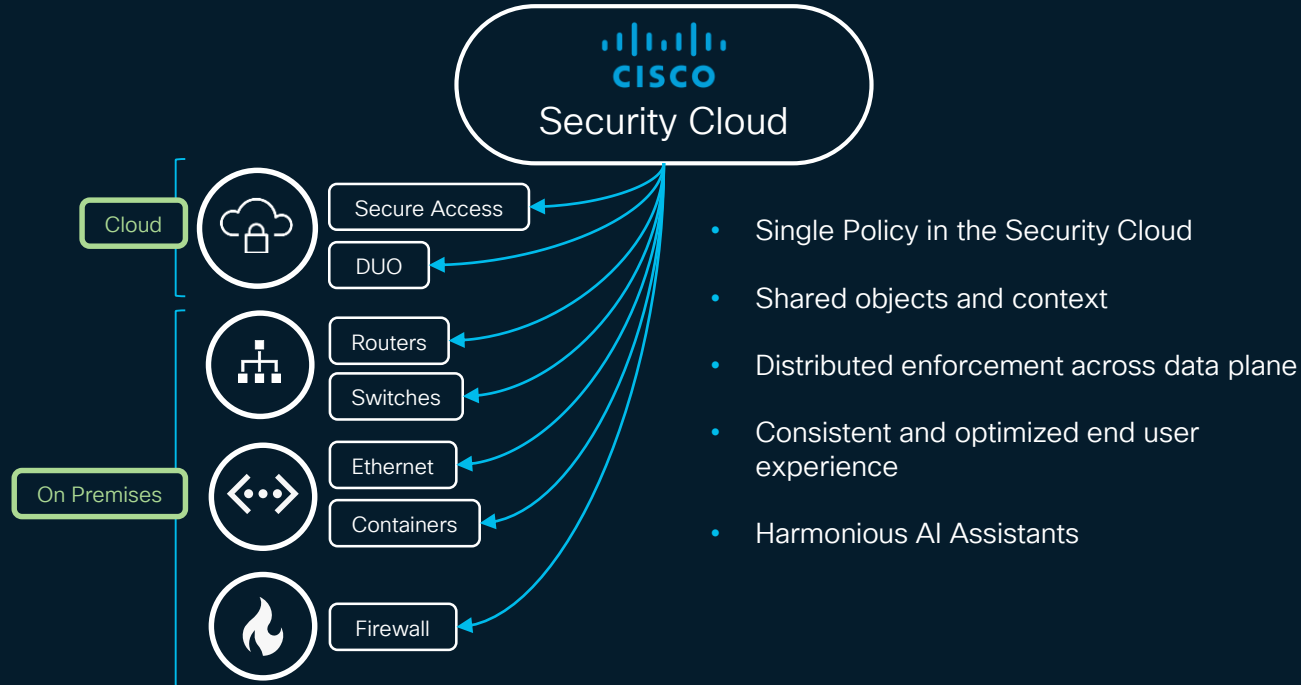 CISCO
Security Cloud
Cloud
Secure Access
DUO
Routers
Switches
On Premises
Ethernet
Containers
Firewall
• Single Policy in the Security Cloud
• Shared objects and context
• Distributed enforcement across data plane
• Consistent and optimized end user
experience
• Harmonious AI Assistants